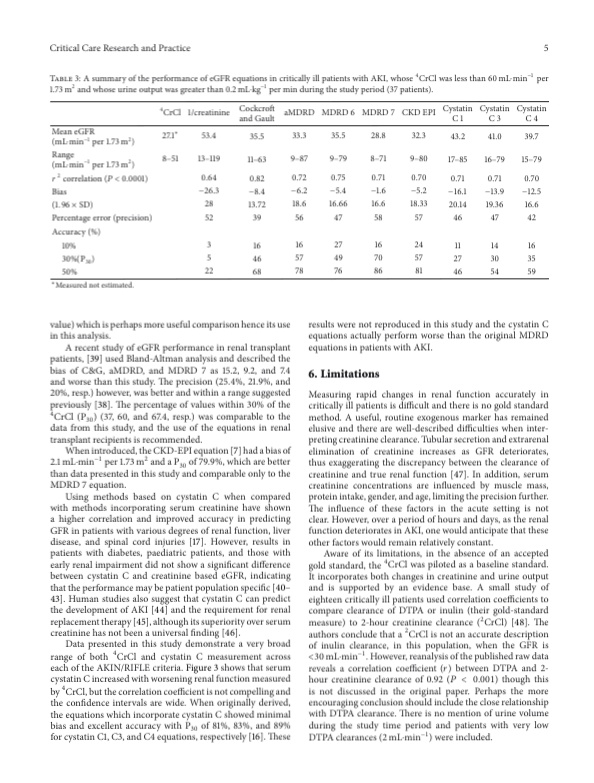 Critical Care Research and Practice 5
TABLE 3: A summary of the performance of eGFR equations in critically ill patients with AKI, whose ⁴CrCl was less than 60 mL·min⁻¹ per
1.73 m² and whose urine output was greater than 0.2 mL·kg⁻¹ per min during the study period (37 patients).
⁴CrCl 1/creatinine Cockcroft and Gault aMDRD MDRD 6 MDRD 7 CKD EPI Cystatin C 1 Cystatin C 3 Cystatin C 4
Mean eGFR
(mL·min⁻¹ per 1.73 m²) 27.1* 53.4 35.5 33.3 35.5 28.8 32.3 43.2 41.0 39.7
Range
(mL·min⁻¹ per 1.73 m²) 8–51 13–119 11–63 9–87 9–79 8–71 9–80 17–85 16–79 15–79
r² correlation (P < 0.0001) 0.64 0.82 0.72 0.75 0.71 0.70 0.71 0.71 0.70
Bias −26.3 −8.4 −6.2 −5.4 −1.6 −5.2 −16.1 −13.9 −12.5
(1.96 × SD) 28 13.72 18.6 16.66 16.6 18.33 20.14 19.36 16.6
Percentage error (precision) 52 39 56 47 58 57 46 47 42
Accuracy (%)
10% 3 16 16 27 16 24 11 14 16
30%(P₃₀) 5 46 57 49 70 57 27 30 35
50% 22 68 78 76 86 81 46 54 59
*Measured not estimated.
value) which is perhaps more useful comparison hence its use
in this analysis.
A recent study of eGFR performance in renal transplant
patients, [39] used Bland-Altman analysis and described the
bias of C&G, aMDRD, and MDRD 7 as 15.2, 9.2, and 7.4
and worse than this study. The precision (25.4%, 21.9%, and
20%, resp.) however, was better and within a range suggested
previously [38]. The percentage of values within 30% of the
⁴CrCl (P₃₀) (37, 60, and 67.4, resp.) was comparable to the
data from this study, and the use of the equations in renal
transplant recipients is recommended.
When introduced, the CKD-EPI equation [7] had a bias of
2.1 mL·min⁻¹ per 1.73 m² and a P₃₀ of 79.9%, which are better
than data presented in this study and comparable only to the
MDRD 7 equation.
Using methods based on cystatin C when compared
with methods incorporating serum creatinine have shown
a higher correlation and improved accuracy in predicting
GFR in patients with various degrees of renal function, liver
disease, and spinal cord injuries [17]. However, results in
patients with diabetes, paediatric patients, and those with
early renal impairment did not show a significant difference
between cystatin C and creatinine based eGFR, indicating
that the performance may be patient population specific [40–
43]. Human studies also suggest that cystatin C can predict
the development of AKI [44] and the requirement for renal
replacement therapy [45], although its superiority over serum
creatinine has not been a universal finding [46].
Data presented in this study demonstrate a very broad
range of both ⁴CrCl and cystatin C measurement across
each of the AKIN/RIFLE criteria. Figure 3 shows that serum
cystatin C increased with worsening renal function measured
by ⁴CrCl, but the correlation coefficient is not compelling and
the confidence intervals are wide. When originally derived,
the equations which incorporate cystatin C showed minimal
bias and excellent accuracy with P₃₀ of 81%, 83%, and 89%
for cystatin C1, C3, and C4 equations, respectively [16]. These
results were not reproduced in this study and the cystatin C
equations actually perform worse than the original MDRD
equations in patients with AKI.
6. Limitations
Measuring rapid changes in renal function accurately in
critically ill patients is difficult and there is no gold standard
method. A useful, routine exogenous marker has remained
elusive and there are well-described difficulties when inter-
preting creatinine clearance. Tubular secretion and extrarenal
elimination of creatinine increases as GFR deteriorates,
thus exaggerating the discrepancy between the clearance of
creatinine and true renal function [47]. In addition, serum
creatinine concentrations are influenced by muscle mass,
protein intake, gender, and age, limiting the precision further.
The influence of these factors in the acute setting is not
clear. However, over a period of hours and days, as the renal
function deteriorates in AKI, one would anticipate that these
other factors would remain relatively constant.
Aware of its limitations, in the absence of an accepted
gold standard, the ⁴CrCl was piloted as a baseline standard.
It incorporates both changes in creatinine and urine output
and is supported by an evidence base. A small study of
eighteen critically ill patients used correlation coefficients to
compare clearance of DTPA or inulin (their gold-standard
measure) to 2-hour creatinine clearance (²CrCl) [48]. The
authors conclude that a ²CrCl is not an accurate description
of inulin clearance, in this population, when the GFR is
<30 mL·min⁻¹. However, reanalysis of the published raw data
reveals a correlation coefficient (r) between DTPA and 2-
hour creatinine clearance of 0.92 (P < 0.001) though this
is not discussed in the original paper. Perhaps the more
encouraging conclusion should include the close relationship
with DTPA clearance. There is no mention of urine volume
during the study time period and patients with very low
DTPA clearances (2 mL·min⁻¹) were included.